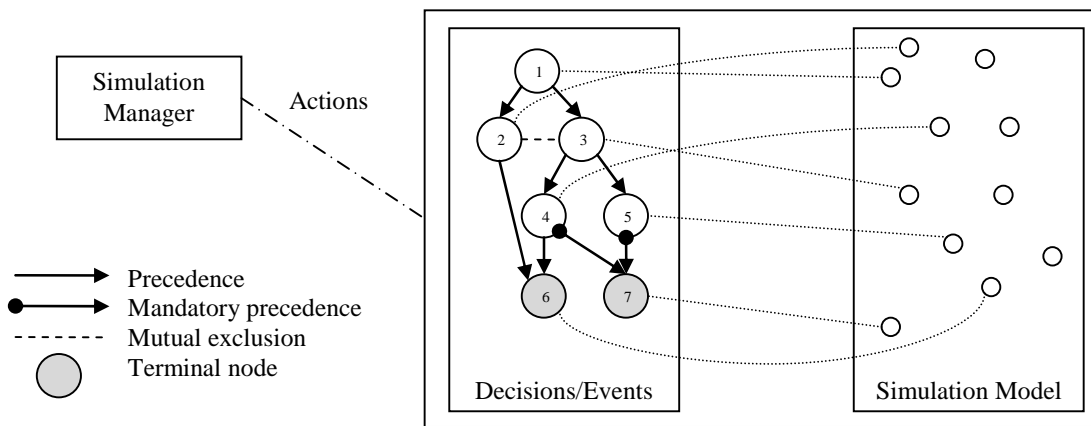 Simulation
Manager
Actions
1
2
3
4
5
6
7
Precedence
Mandatory precedence
Mutual exclusion
Terminal node
Decisions/Events
Simulation Model